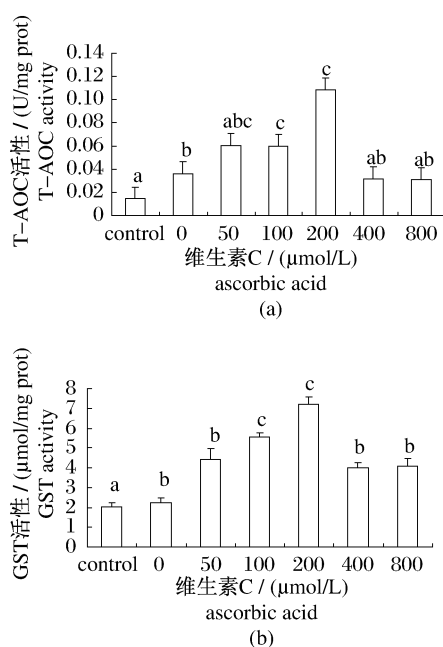 T-AOC活性 / (U/mg prot)
T-AOC activity
0.14
0.12
0.10
0.08
0.06
0.04
0.02
0
a
b
abc
c
c
ab
ab
control 0 50 100 200 400 800
维生素C / (μmol/L)
ascorbic acid
(a)
GST活性 / (μmol/mg prot)
GST activity
8
7
6
5
4
3
2
1
0
a
b
b
c
c
b
b
control 0 50 100 200 400 800
维生素C / (μmol/L)
ascorbic acid
(b)